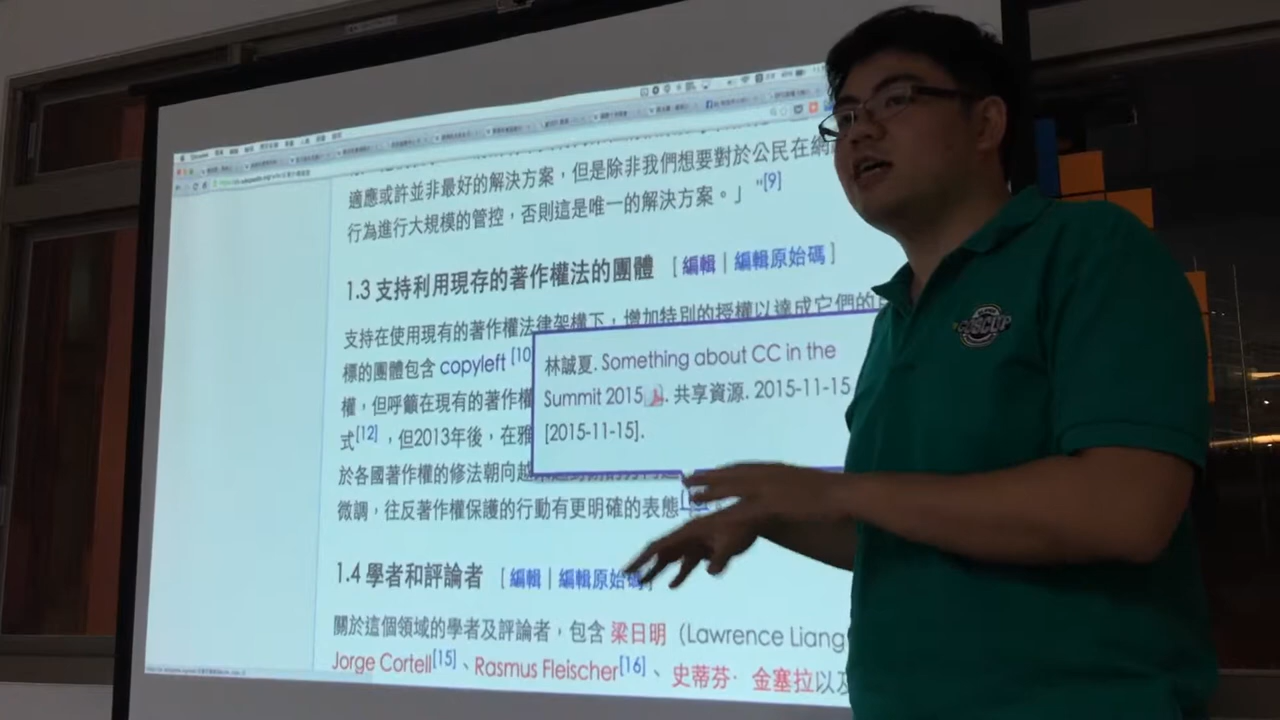 適應或許並非最好的解決方案，但是除非我們想要對於公民在網
行為進行大規模的管控，否則這是唯一的解決方案。」 "[9]
1.3 支持利用現存的著作權法的團體 [編輯 | 編輯原始碼]
支持在使用現有的著作權法律架構下，增加特別的授權以達成它們的目
標的團體包含 copyleft [10
權，但呼籲在現有的著作權
式[12] ，但2013年後，在雅
於各國著作權的修法朝向越
微調，往反著作權保護的行動有更明確的表態
林誠夏. Something about CC in the
Summit 2015. 共享資源. 2015-11-15
[2015-11-15].
1.4 學者和評論者 [編輯 | 編輯原始碼]
關於這個領域的學者及評論者，包含 梁日明（Lawrence Liang
Jorge Cortell[15]、Rasmus Fleischer[16]、史蒂芬· 金塞拉以及
COSCUP